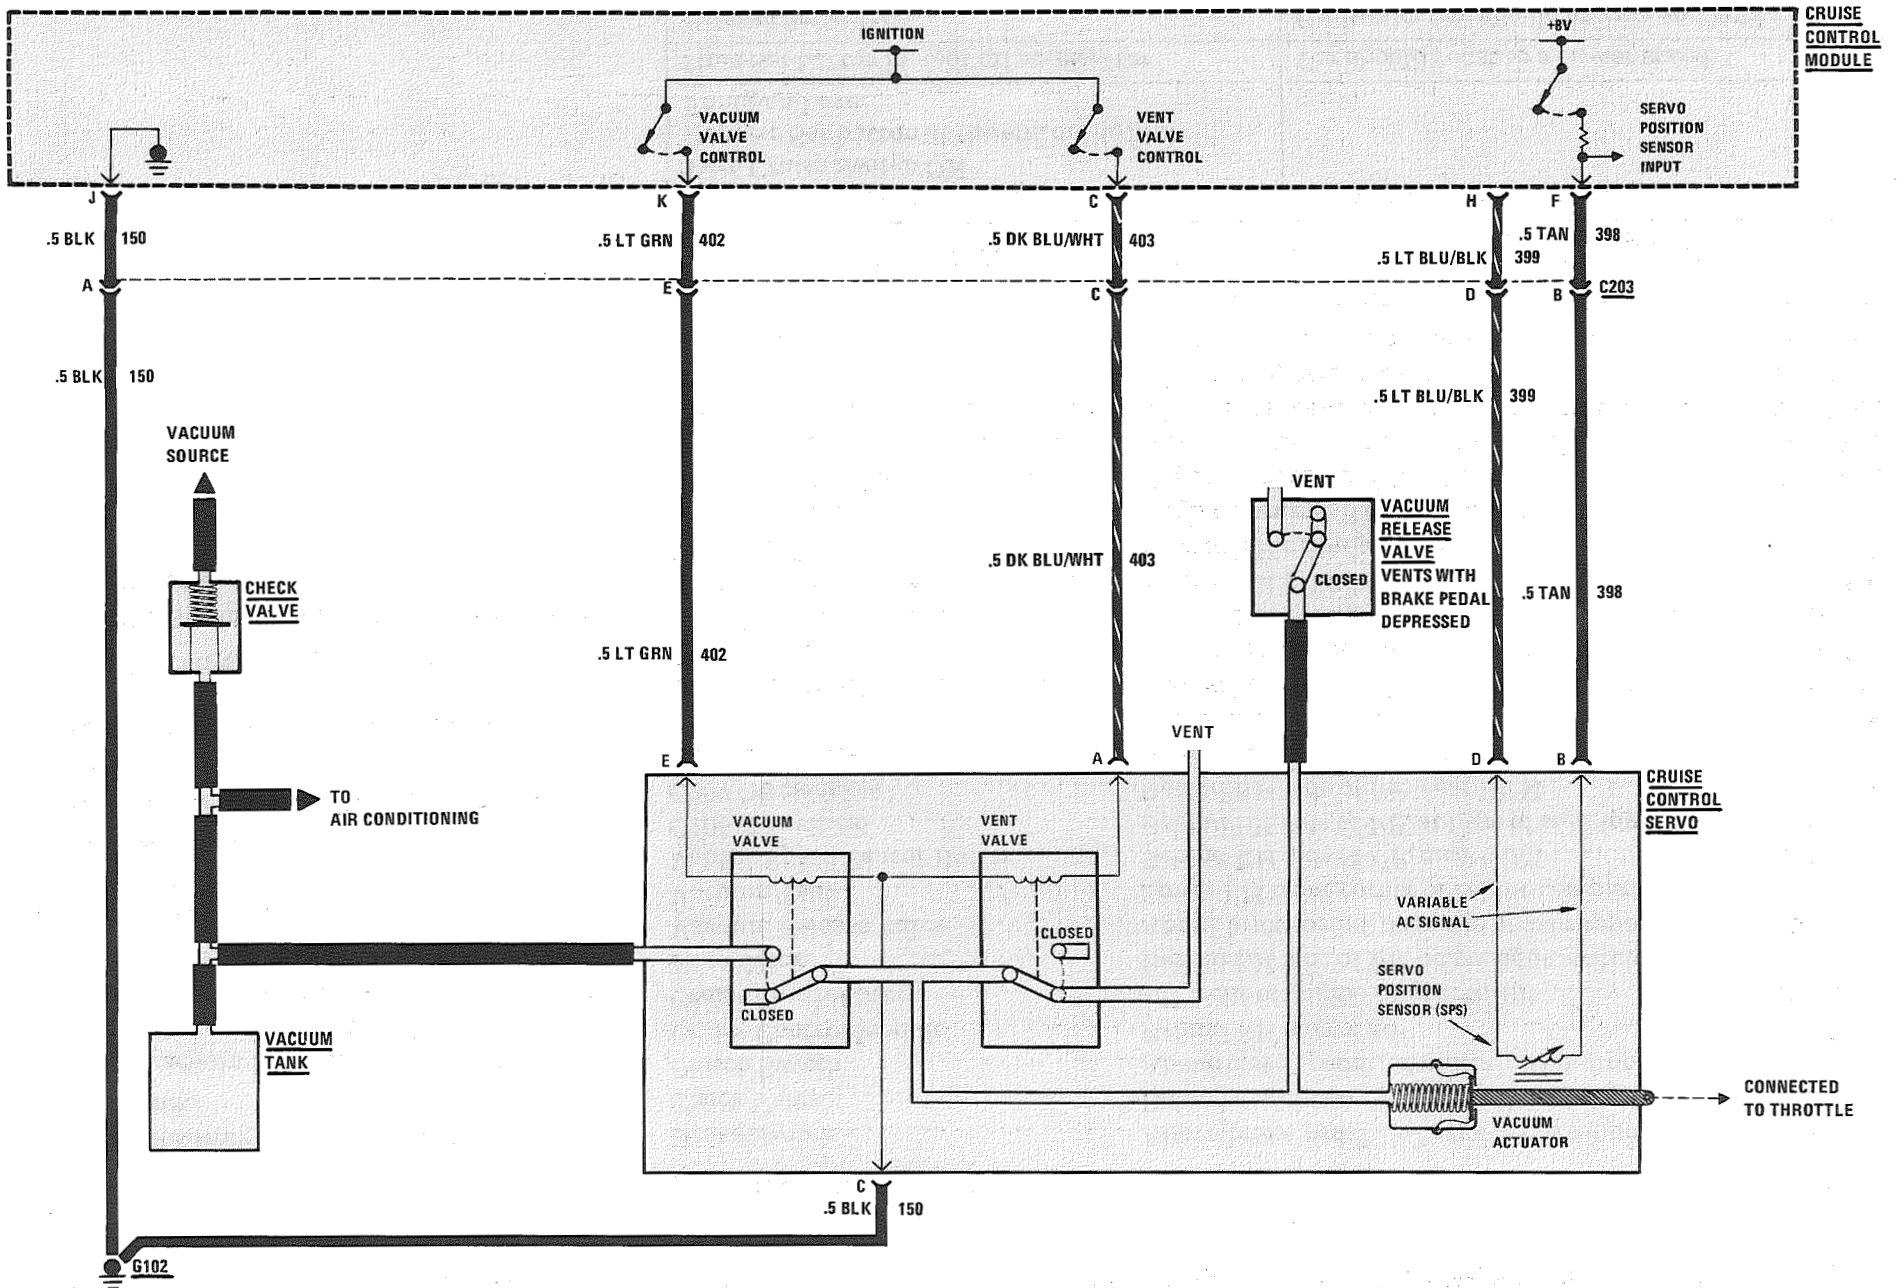 CRUISE
CONTROL
MODULE
IGNITION
+8V
VACUUM
VALVE
CONTROL
VENT
VALVE
CONTROL
SERVO
POSITION
SENSOR
INPUT
J
K
C
H
F
.5 BLK 150
.5 LT GRN 402
.5 DK BLU/WHT 403
.5 LT BLU/BLK 399
.5 TAN 398
A
E
C
D
B
C203
.5 BLK 150
.5 LT BLU/BLK 399
VACUUM
SOURCE
VENT
VACUUM
RELEASE
VALVE
VENTS WITH
BRAKE PEDAL
DEPRESSED
CLOSED
.5 DK BLU/WHT 403
.5 TAN 398
CHECK
VALVE
.5 LT GRN 402
VENT
E
A
D
B
CRUISE
CONTROL
SERVO
TO
AIR CONDITIONING
VACUUM
VALVE
VENT
VALVE
VARIABLE
AC SIGNAL
CLOSED
CLOSED
SERVO
POSITION
SENSOR (SPS)
VACUUM
TANK
CONNECTED
TO THROTTLE
VACUUM
ACTUATOR
C
.5 BLK 150
G102